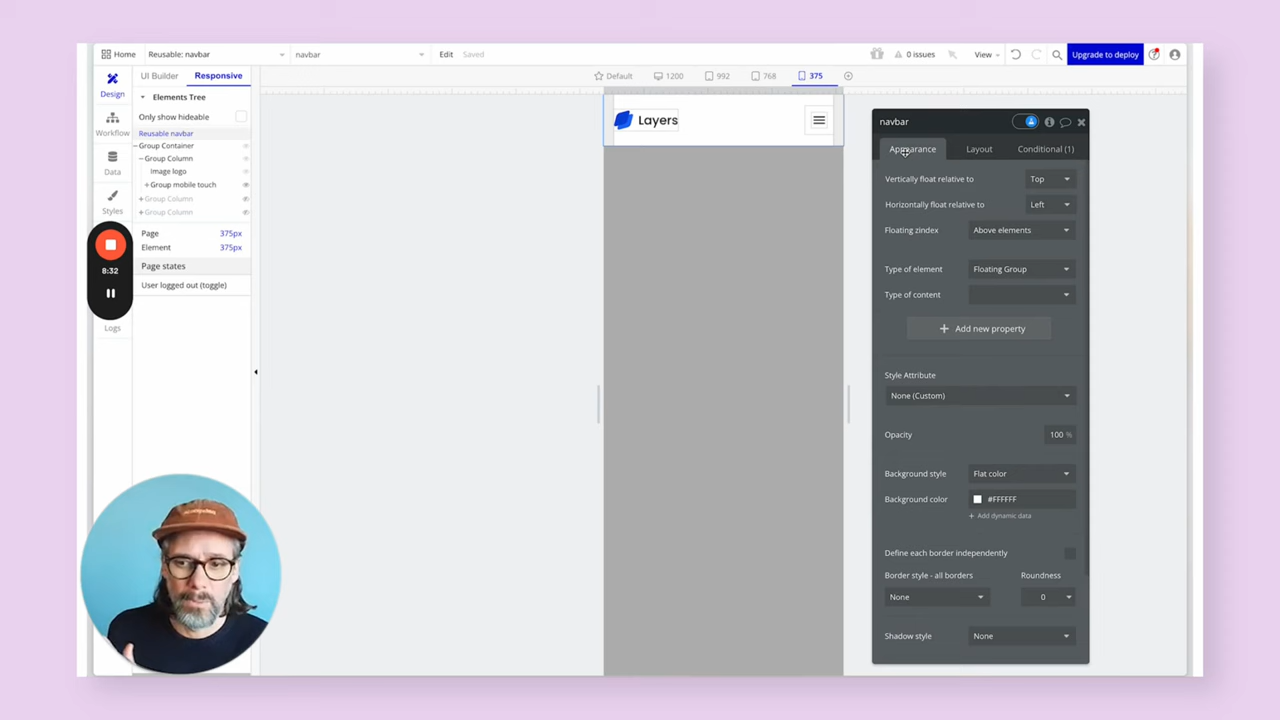 Home
Reusable: navbar
navbar
Edit
Saved
0 issues
View
Upgrade to deploy
Design
Workflow
Data
Styles
8:32
Logs
UI Builder
Responsive
Elements Tree
Only show hideable
Reusable navbar
Group Container
Group Column
Image logo
Group mobile touch
Group Column
Group Column
Page 375px
Element 375px
Page states
User logged out (toggle)
Default
1200
992
768
375
Layers
navbar
Appearance
Layout
Conditional (1)
Vertically float relative to Top
Horizontally float relative to Left
Floating zindex Above elements
Type of element Floating Group
Type of content
+ Add new property
Style Attribute
None (Custom)
Opacity 100 %
Background style Flat color
Background color #FFFFFF
+ Add dynamic data
Define each border independently
Border style - all borders Roundness
None 0
Shadow style None